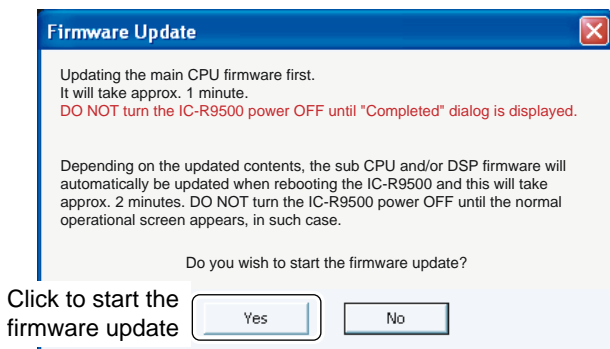 Firmware Update
Updating the main CPU firmware first.
It will take approx. 1 minute.
DO NOT turn the IC-R9500 power OFF until "Completed" dialog is displayed.
Depending on the updated contents, the sub CPU and/or DSP firmware will
automatically be updated when rebooting the IC-R9500 and this will take
approx. 2 minutes. DO NOT turn the IC-R9500 power OFF until the normal
operational screen appears, in such case.
Do you wish to start the firmware update?
Click to start the
firmware update
Yes
No